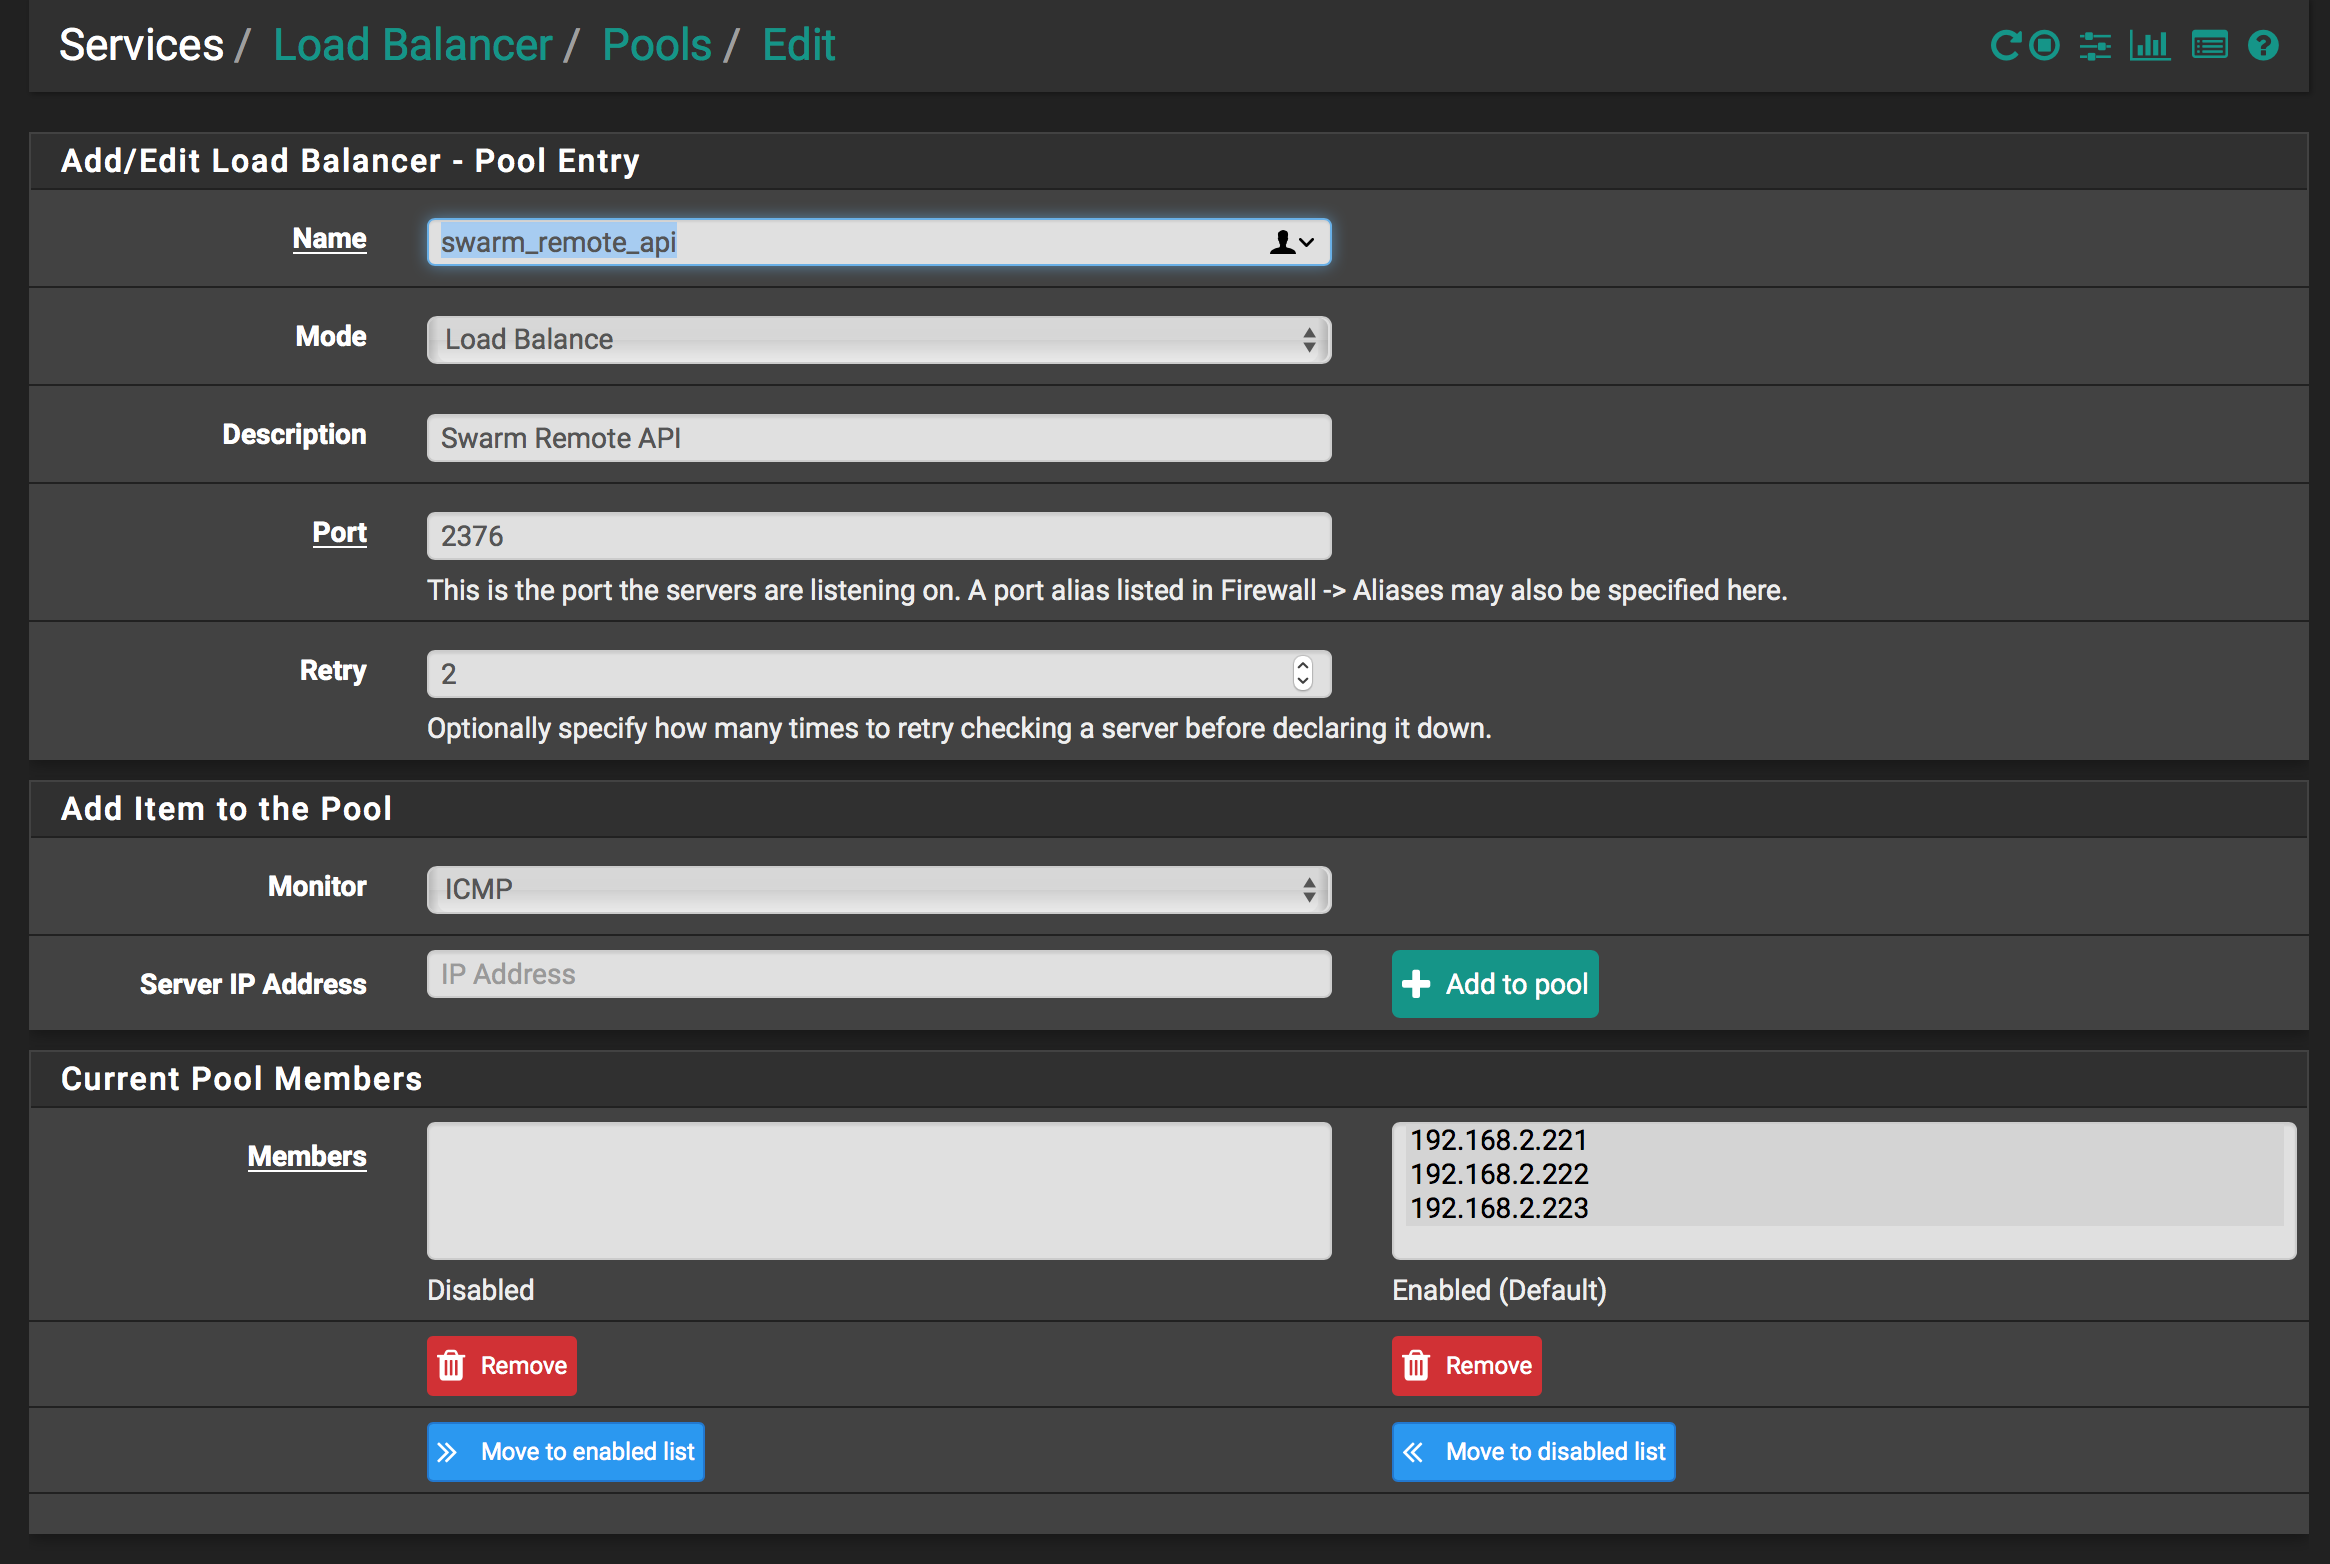 Services / Load Balancer / Pools / Edit
Add/Edit Load Balancer - Pool Entry
Name
swarm_remote_api
Mode
Load Balance
Description
Swarm Remote API
Port
2376
This is the port the servers are listening on. A port alias listed in Firewall -> Aliases may also be specified here.
Retry
2
Optionally specify how many times to retry checking a server before declaring it down.
Add Item to the Pool
Monitor
ICMP
Server IP Address
IP Address
Add to pool
Current Pool Members
Members
192.168.2.221
192.168.2.222
192.168.2.223
Disabled
Enabled (Default)
Remove
Remove
Move to enabled list
Move to disabled list